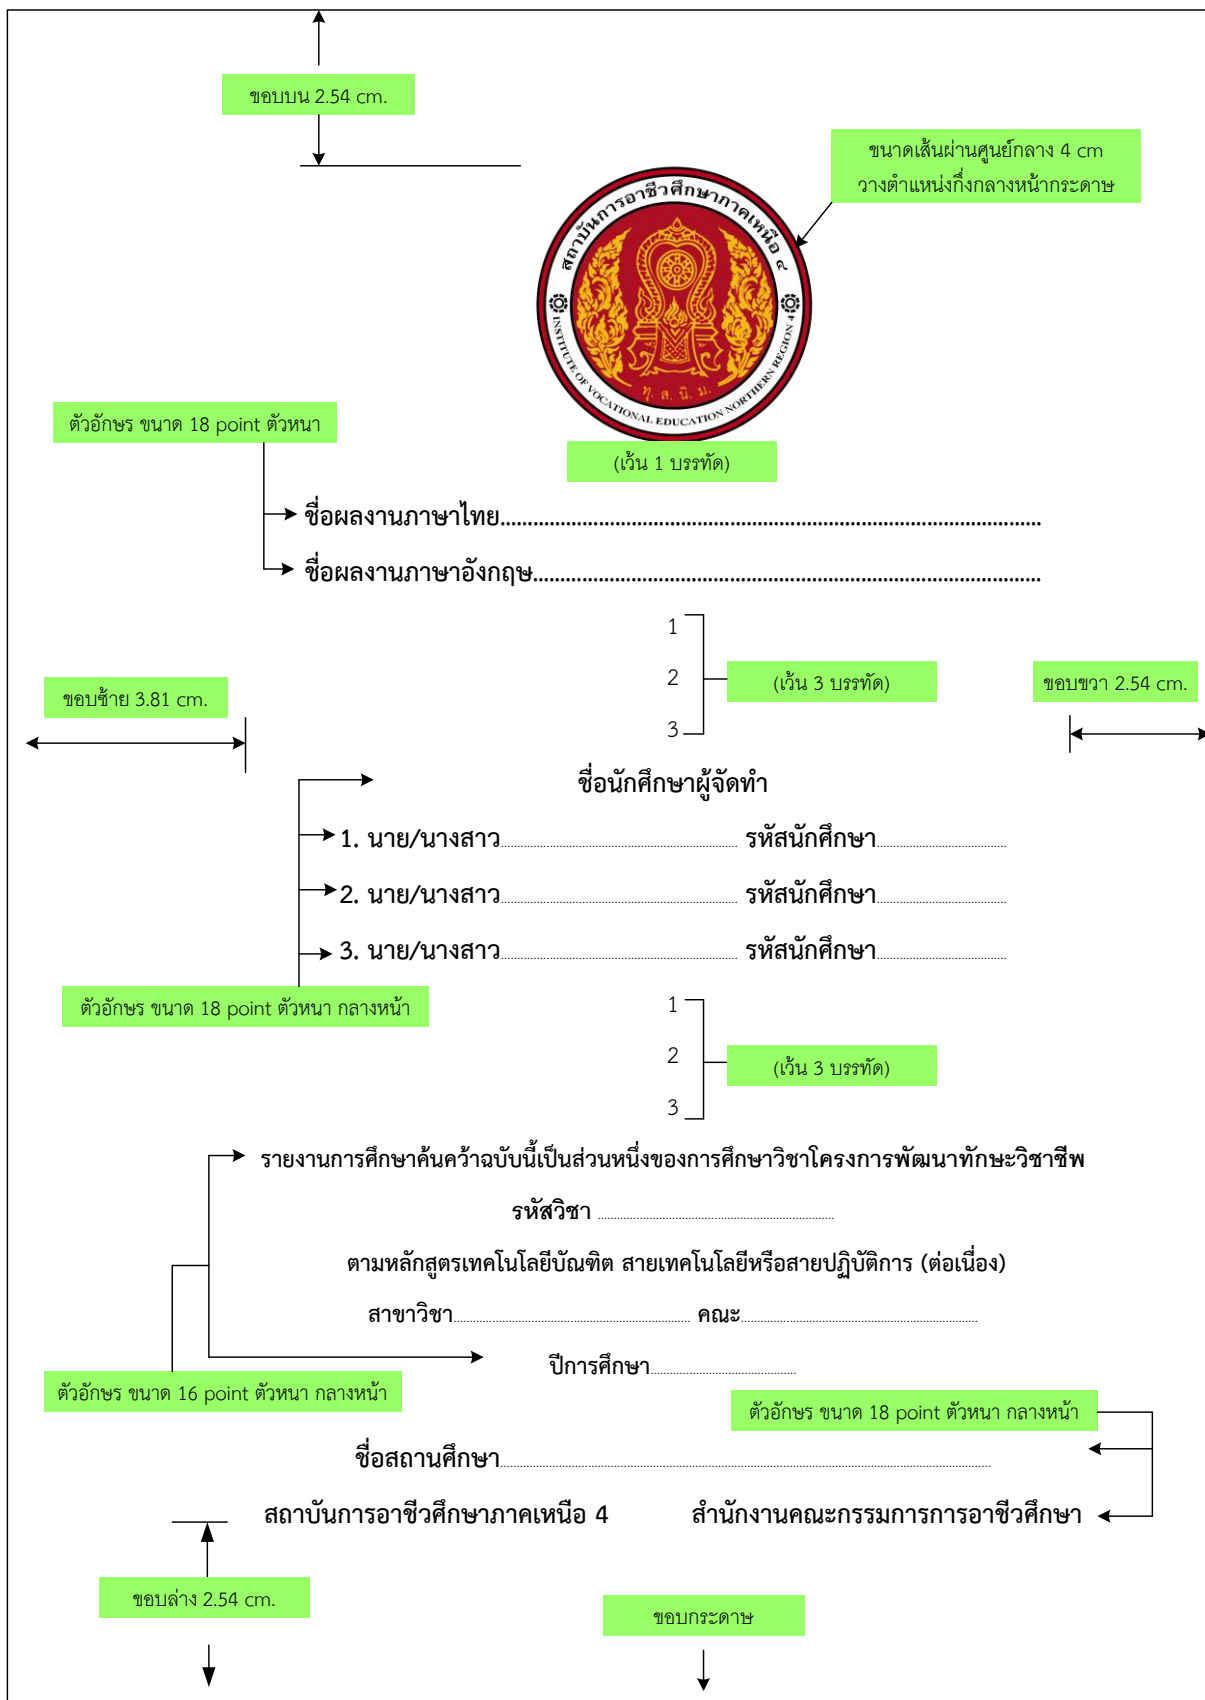 ขอบบน 2.54 cm.
ขนาดเส้นผ่านศูนย์กลาง 4 cm
วางตำแหน่งกึ่งกลางหน้ากระดาษ
สถาบันการอาชีวศึกษาภาคเหนือ ๔
ทุ. ส. นิ. ม.
INSTITUTE OF VOCATIONAL EDUCATION NORTHERN REGION 4
ตัวอักษร ขนาด 18 point ตัวหนา
(เว้น 1 บรรทัด)
ชื่อผลงานภาษาไทย....................................................................................................
ชื่อผลงานภาษาอังกฤษ..............................................................................................
1
2
3
(เว้น 3 บรรทัด)
ขอบซ้าย 3.81 cm.
ขอบขวา 2.54 cm.
ชื่อนักศึกษาผู้จัดทำ
1. นาย/นางสาว........................................................... รหัสนักศึกษา................................
2. นาย/นางสาว........................................................... รหัสนักศึกษา................................
3. นาย/นางสาว........................................................... รหัสนักศึกษา................................
ตัวอักษร ขนาด 18 point ตัวหนา กลางหน้า
1
2
3
(เว้น 3 บรรทัด)
รายงานการศึกษาค้นคว้าฉบับนี้เป็นส่วนหนึ่งของการศึกษาวิชาโครงการพัฒนาทักษะวิชาชีพ
รหัสวิชา ...........................................................
ตามหลักสูตรเทคโนโลยีบัณฑิต สายเทคโนโลยีหรือสายปฏิบัติการ (ต่อเนื่อง)
สาขาวิชา........................................................... คณะ...........................................................
ปีการศึกษา....................................
ตัวอักษร ขนาด 16 point ตัวหนา กลางหน้า
ตัวอักษร ขนาด 18 point ตัวหนา กลางหน้า
ชื่อสถานศึกษา..........................................................................................................................
สถาบันการอาชีวศึกษาภาคเหนือ 4 สำนักงานคณะกรรมการการอาชีวศึกษา
ขอบล่าง 2.54 cm.
ขอบกระดาษ